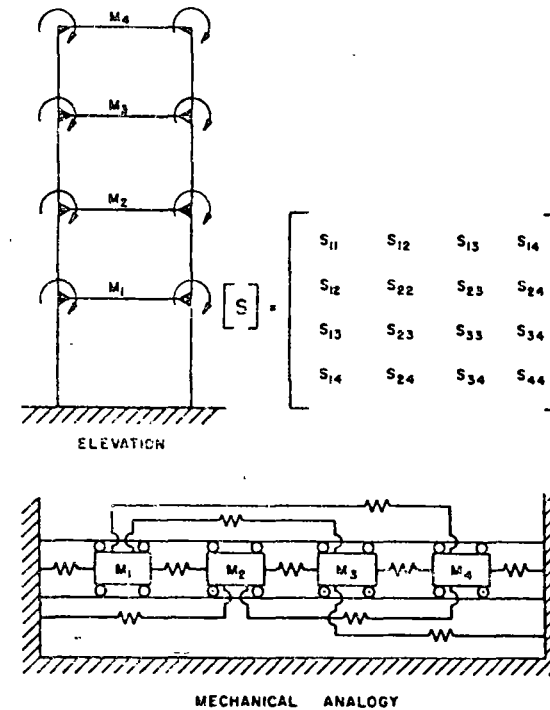 M4
M3
M2
M1
[S] =
S11 S12 S13 S14
S12 S22 S23 S24
S13 S23 S33 S34
S14 S24 S34 S44
ELEVATION
M1 M2 M3 M4
MECHANICAL ANALOGY